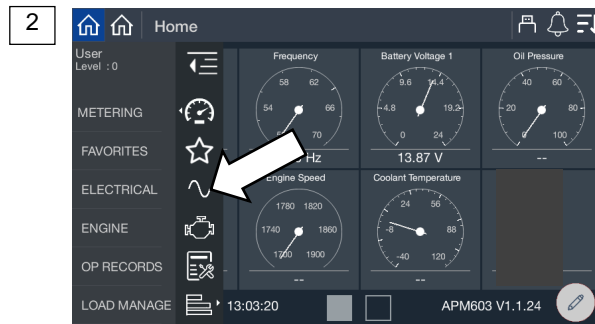 2
Home
User
Level : 0
METERING
FAVORITES
ELECTRICAL
ENGINE
OP RECORDS
LOAD MANAGE
Frequency
58 62
54 66
70
Hz
Battery Voltage 1
9.6 14.4
4.8 19.2
0 24
13.87 V
Oil Pressure
40 60
20 80
0 100
--
Engine Speed
1780 1820
1740 1860
1700 1900
--
Coolant Temperature
24 56
-8 88
-40 120
--
13:03:20
APM603 V1.1.24